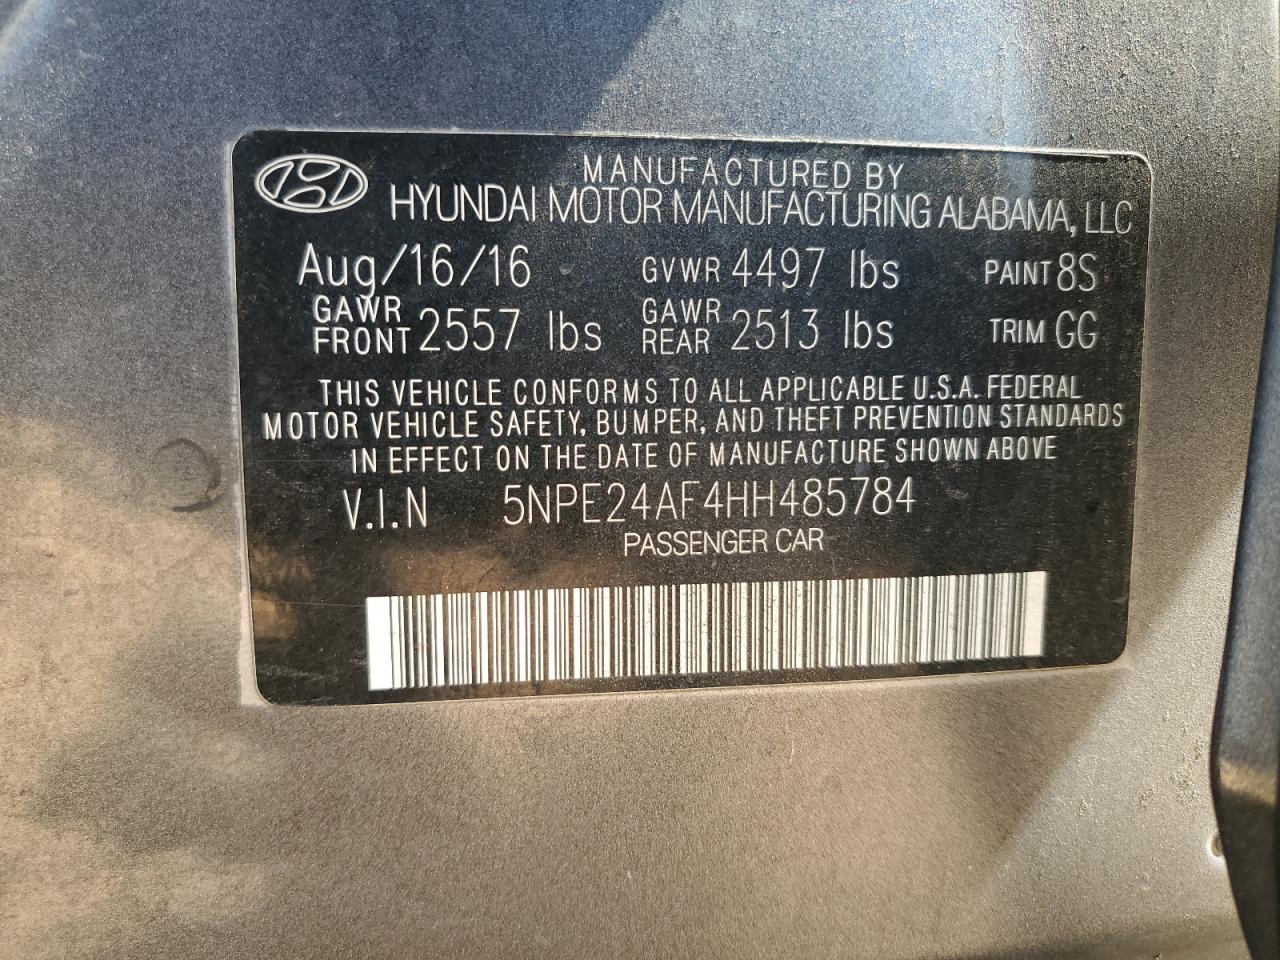 MANUFACTURED BY
HYUNDAI MOTOR MANUFACTURING ALABAMA, LLC
Aug/16/16 GVWR 4497 lbs PAINT 8S
GAWR FRONT 2557 lbs GAWR REAR 2513 lbs TRIM GG
THIS VEHICLE CONFORMS TO ALL APPLICABLE U.S.A. FEDERAL
MOTOR VEHICLE SAFETY, BUMPER, AND THEFT PREVENTION STANDARDS
IN EFFECT ON THE DATE OF MANUFACTURE SHOWN ABOVE
V.I.N 5NPE24AF4HH485784
PASSENGER CAR